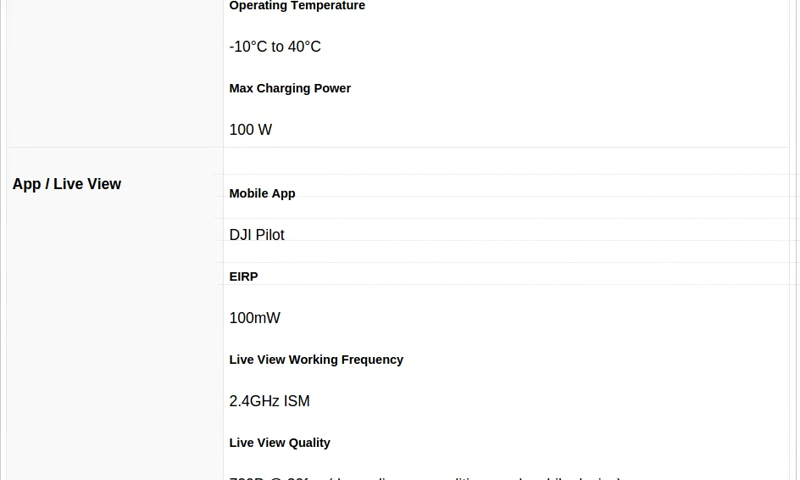 Operating Temperature
-10°C to 40°C
Max Charging Power
100 W
App / Live View
Mobile App
DJI Pilot
EIRP
100mW
Live View Working Frequency
2.4GHz ISM
Live View Quality